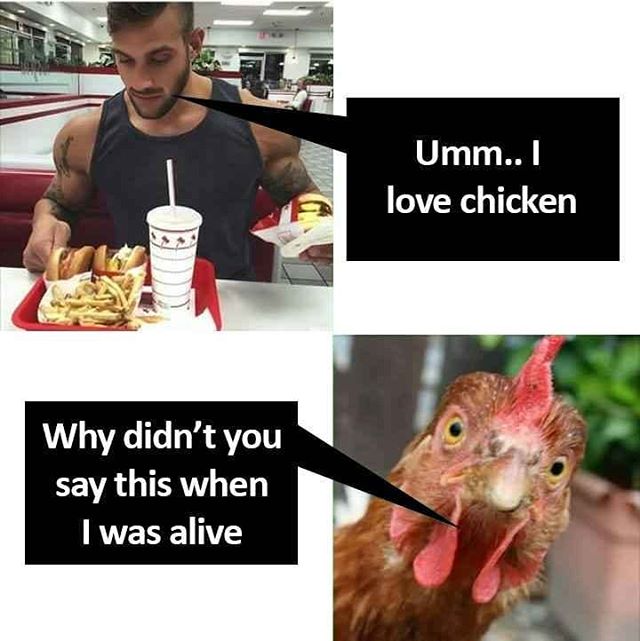 Umm.. I
love chicken
Why didn't you
say this when
I was alive